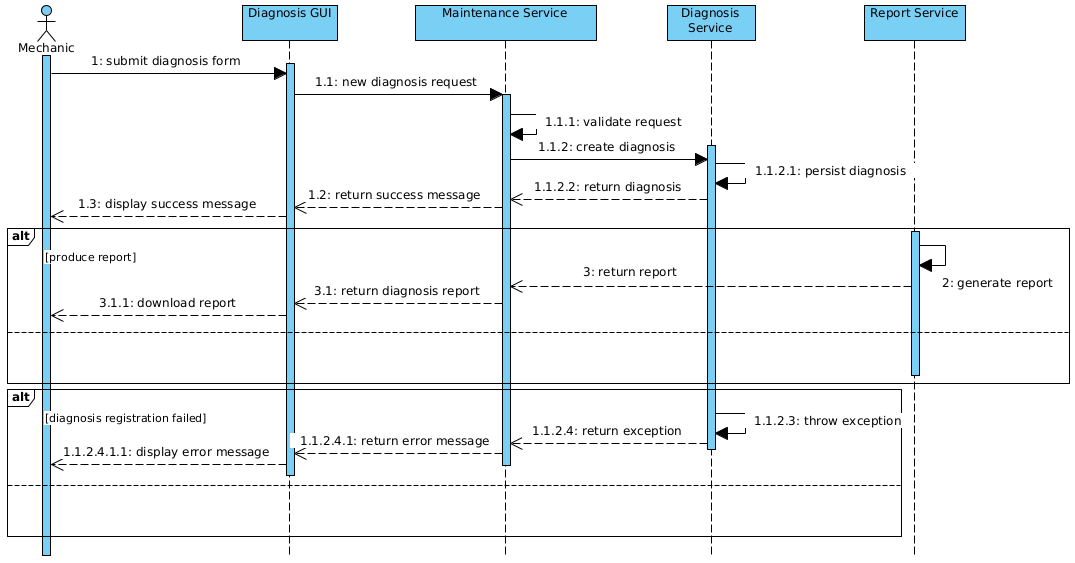 Diagnosis GUI
Maintenance Service
Diagnosis
Service
Report Service
Mechanic
1: submit diagnosis form
1.1: new diagnosis request
1.1.1: validate request
1.1.2: create diagnosis
1.1.2.1: persist diagnosis
1.1.2.2: return diagnosis
1.2: return success message
1.3: display success message
alt
[produce report]
2: generate report
3: return report
3.1: return diagnosis report
3.1.1: download report
alt
[diagnosis registration failed]
1.1.2.3: throw exception
1.1.2.4: return exception
1.1.2.4.1: return error message
1.1.2.4.1.1: display error message